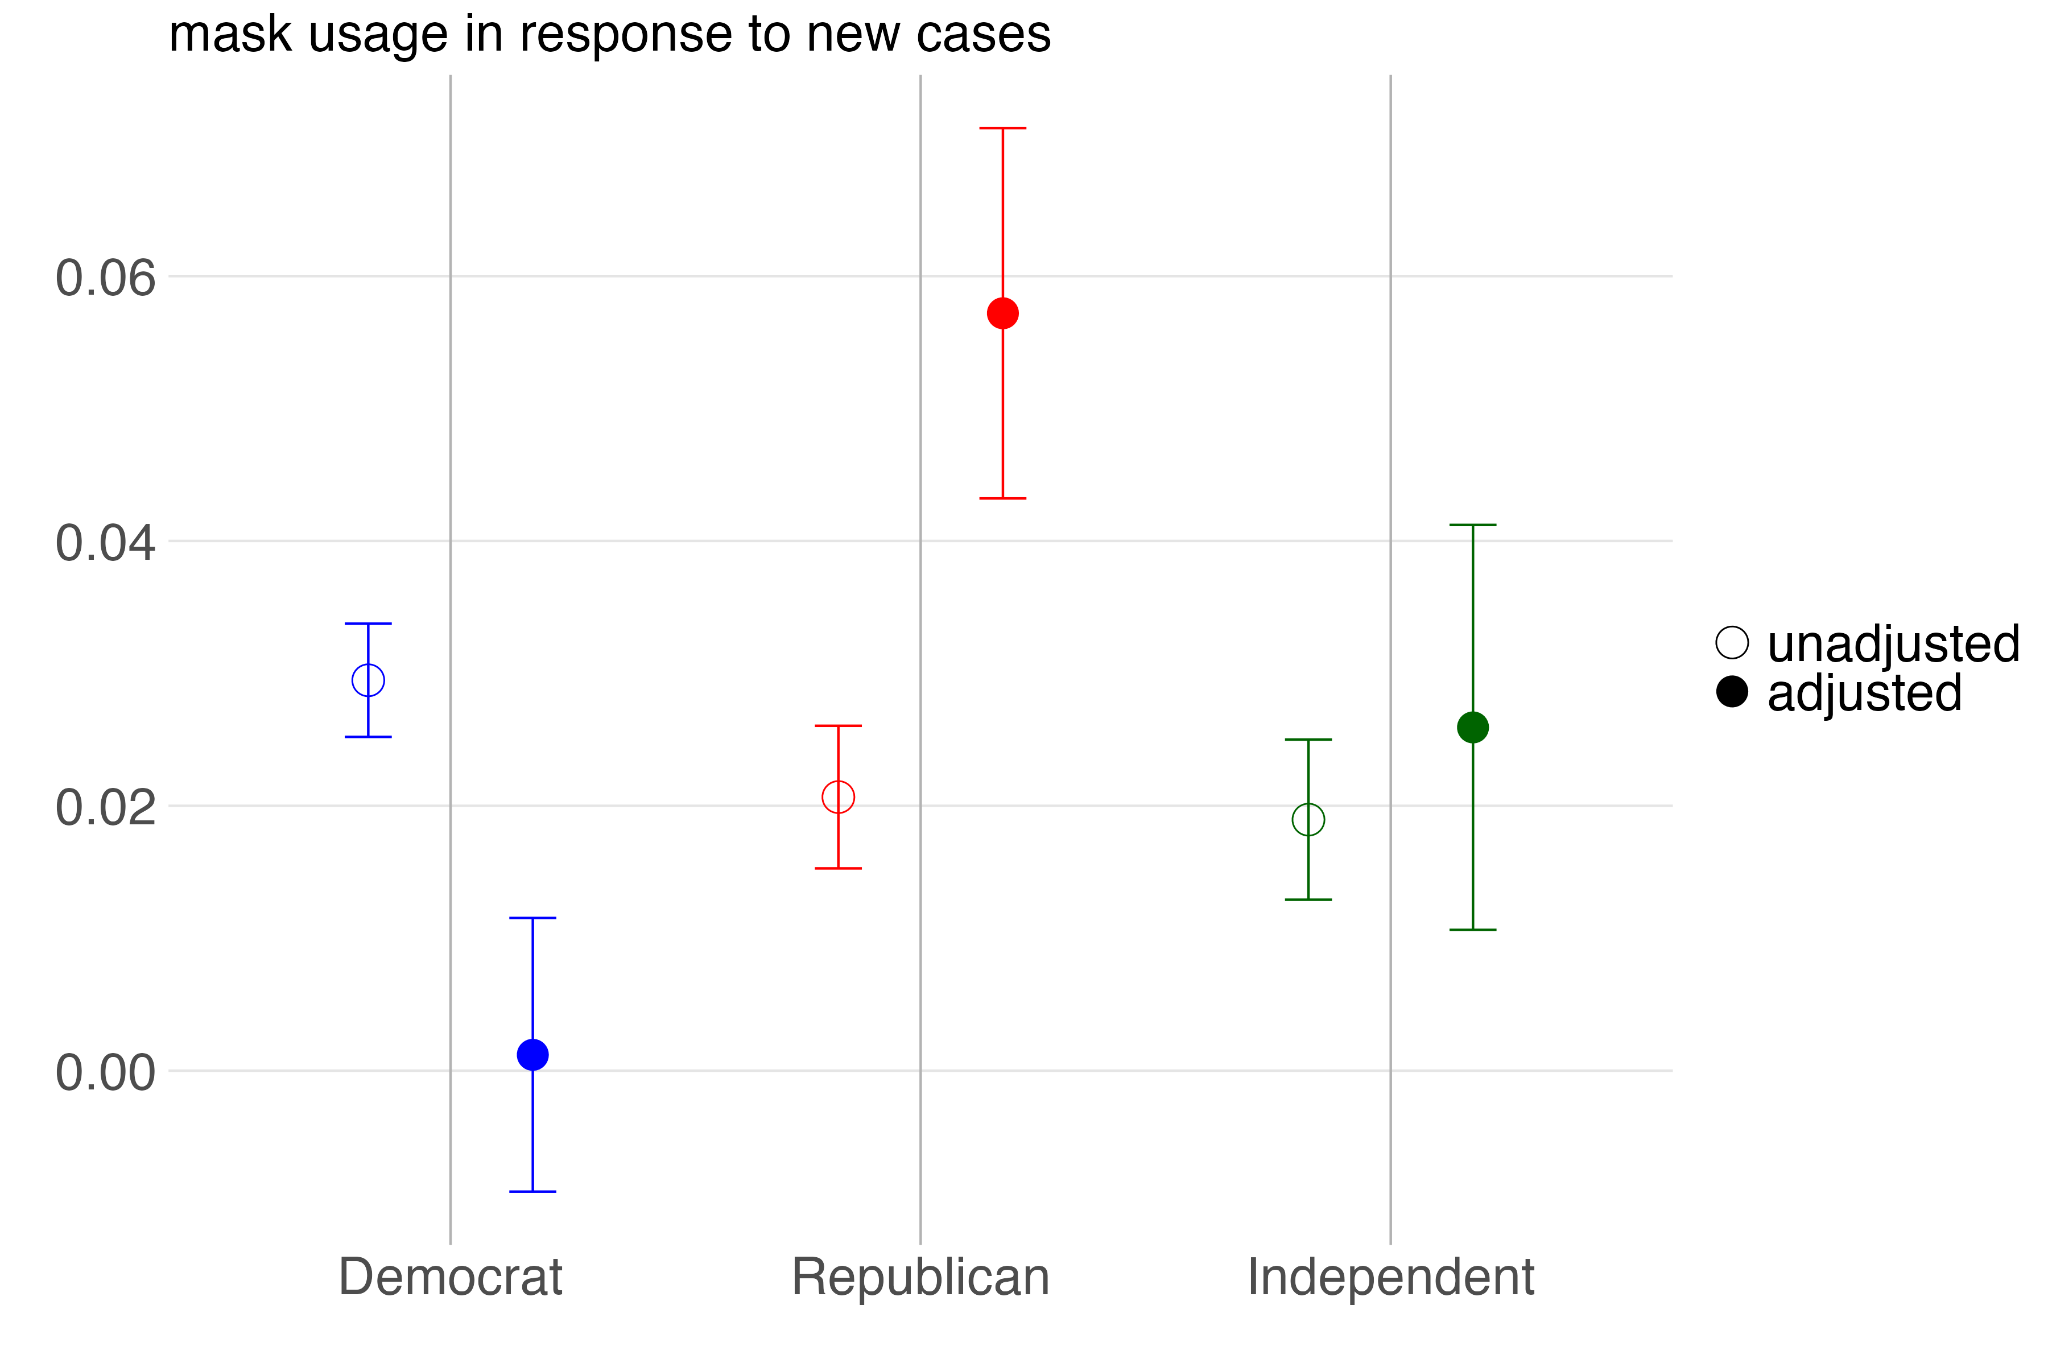 mask usage in response to new cases
0.06
0.04
0.02
0.00
Democrat Republican Independent
unadjusted
adjusted